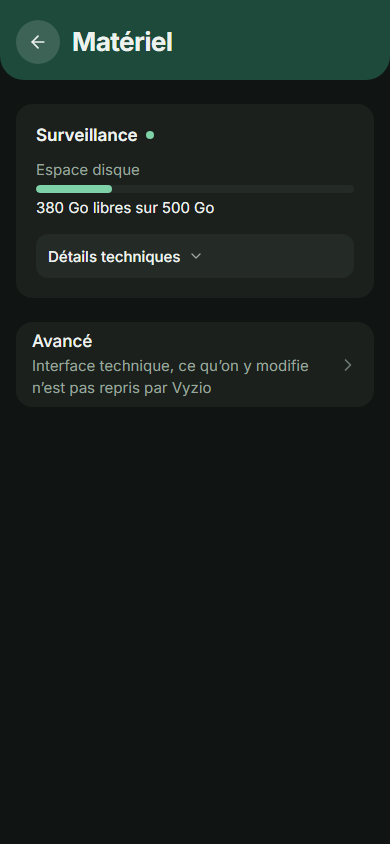 Matériel
Surveillance
Espace disque
380 Go libres sur 500 Go
Détails techniques
Avancé
Interface technique, ce qu’on y modifie
n’est pas repris par Vyzio